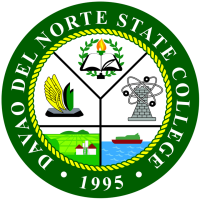 DAVAO DEL NORTE STATE COLLEGE
• 1995 •